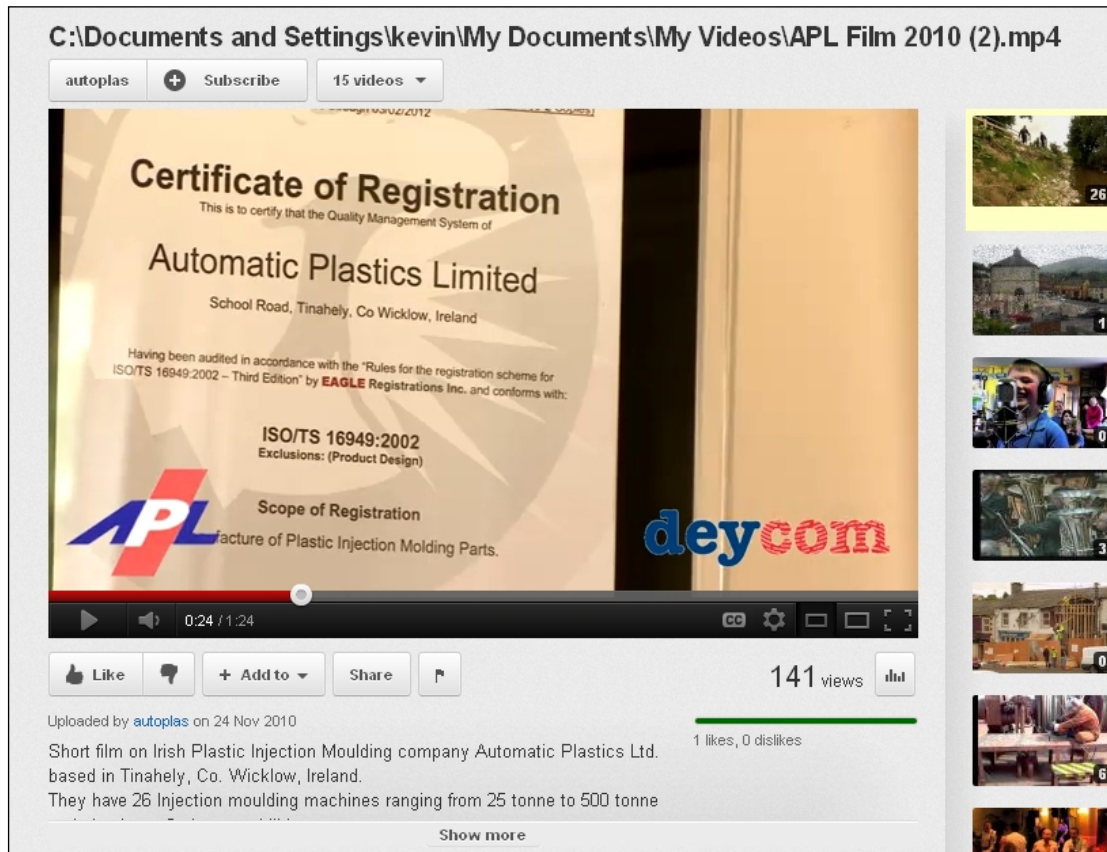 C:\Documents and Settings\kevin\My Documents\My Videos\APL Film 2010 (2).mp4
autoplas
Subscribe
15 videos
03/02/2012
Certificate of Registration
This is to certify that the Quality Management System of
Automatic Plastics Limited
School Road, Tinahely, Co Wicklow, Ireland
Having been audited in accordance with the "Rules for the registration scheme for
ISO/TS 16949:2002 – Third Edition" by EAGLE Registrations Inc. and conforms with:
ISO/TS 16949:2002
Exclusions: (Product Design)
Scope of Registration
facture of Plastic Injection Molding Parts.
APL
deycom
0:24 / 1:24
CC
Like
+ Add to
Share
141 views
Uploaded by autoplas on 24 Nov 2010
1 likes, 0 dislikes
Short film on Irish Plastic Injection Moulding company Automatic Plastics Ltd.
based in Tinahely, Co. Wicklow, Ireland.
They have 26 Injection moulding machines ranging from 25 tonne to 500 tonne
Show more
26
1
0
3
0
6